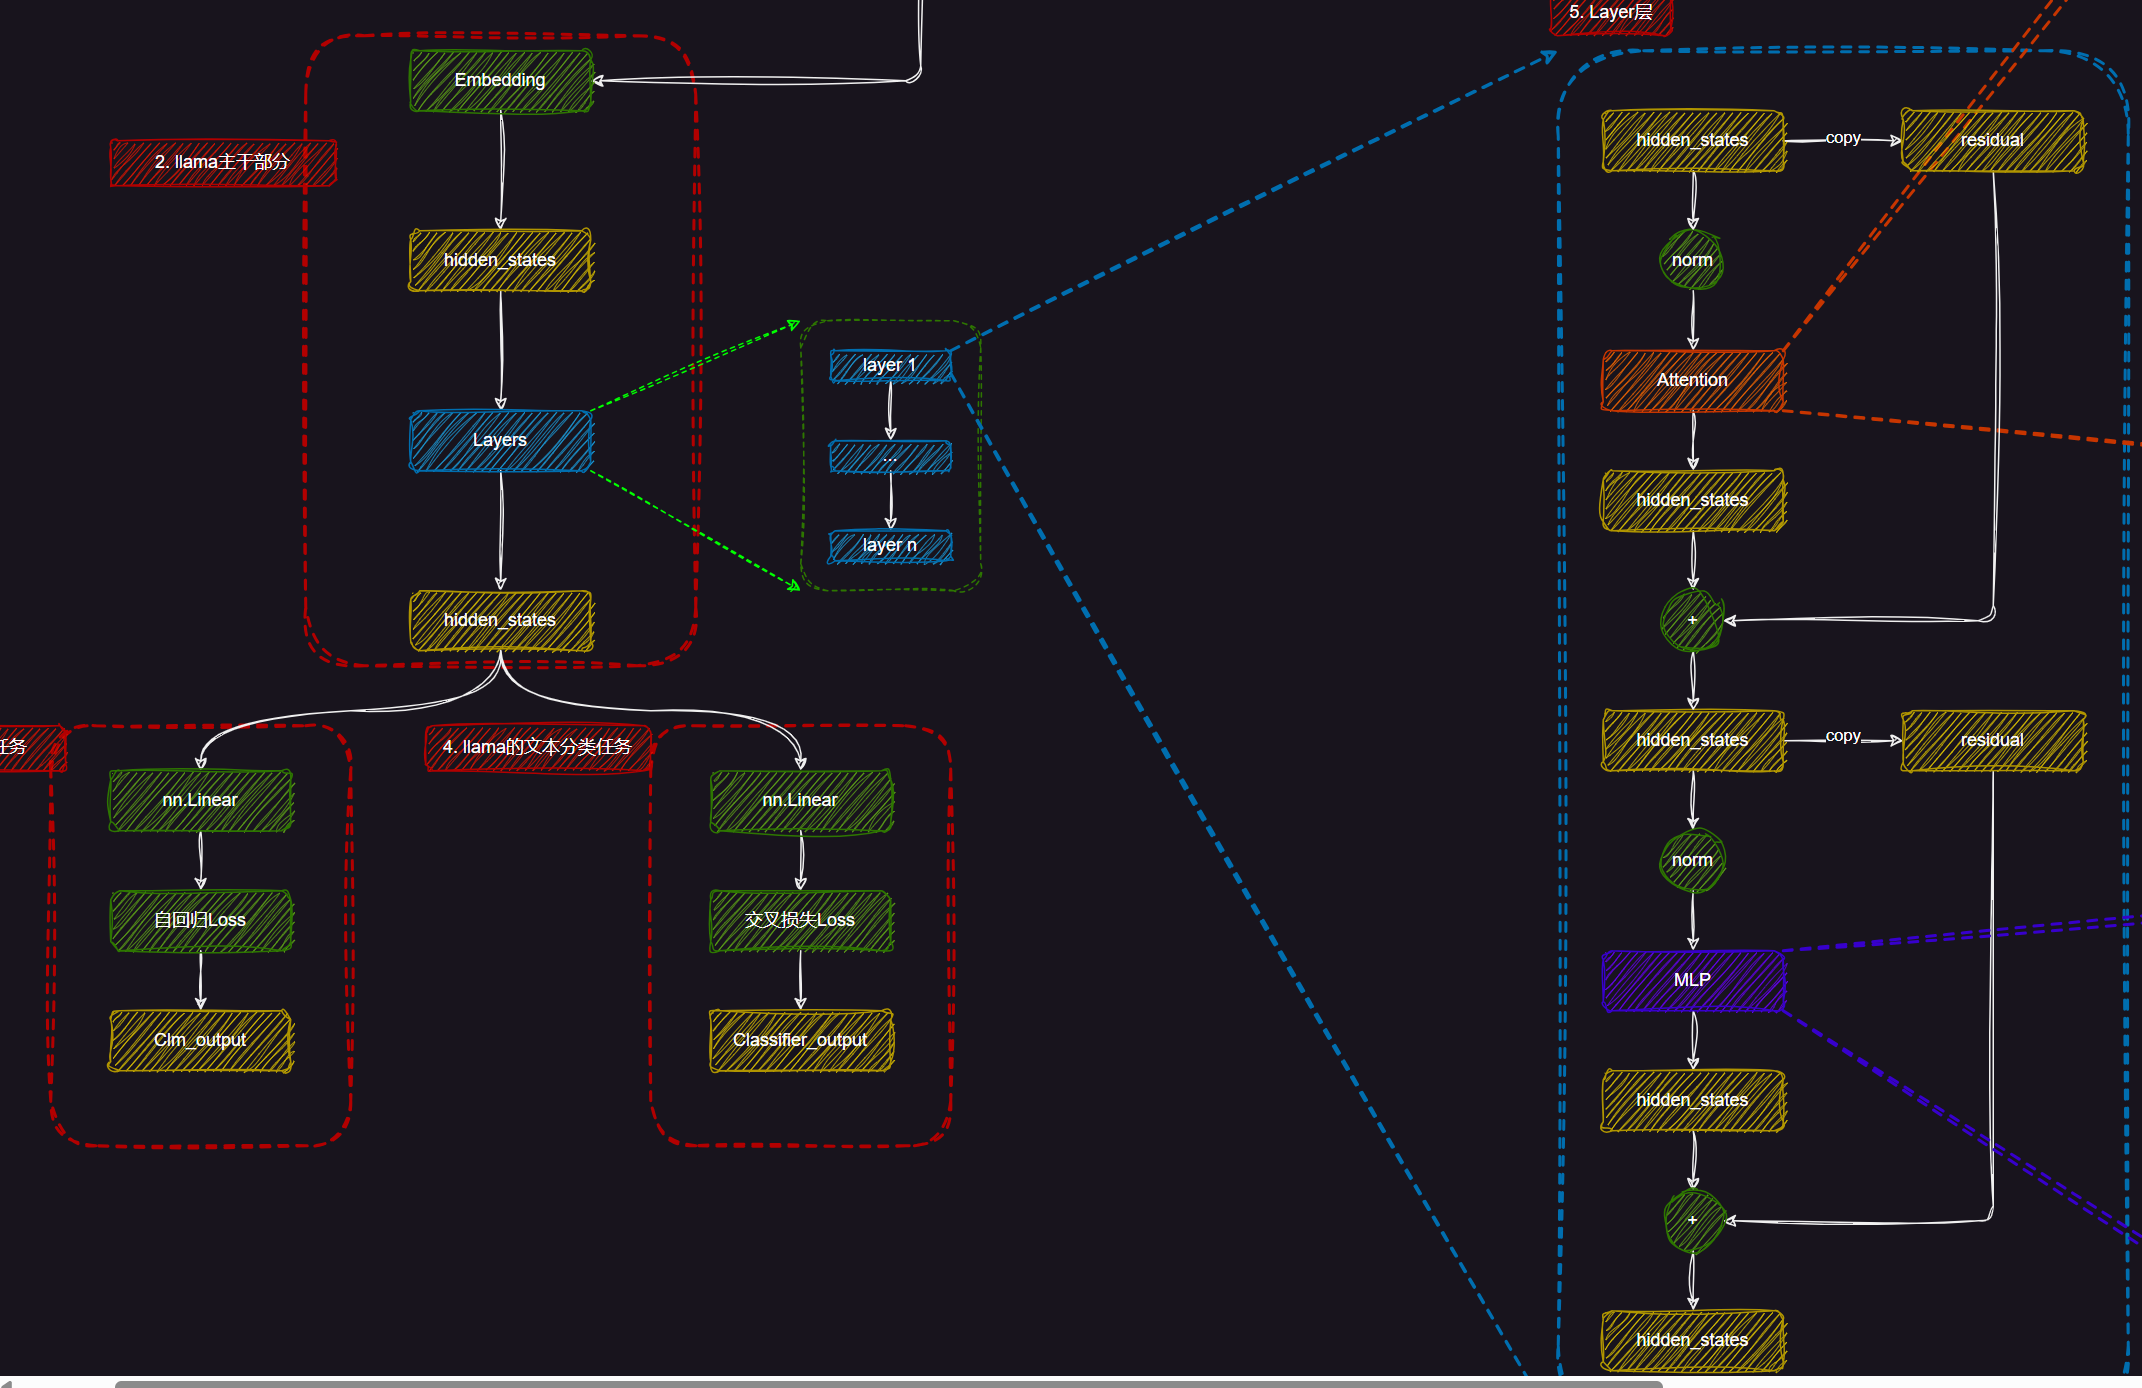 Embedding
2. llama主干部分
hidden_states
Layers
hidden_states
layer 1
...
layer n
任务
nn.Linear
自回归Loss
Clm_output
4. llama的文本分类任务
nn.Linear
交叉损失Loss
Classifier_output
5. Layer层
hidden_states
copy
residual
norm
Attention
hidden_states
+
hidden_states
copy
residual
norm
MLP
hidden_states
+
hidden_states